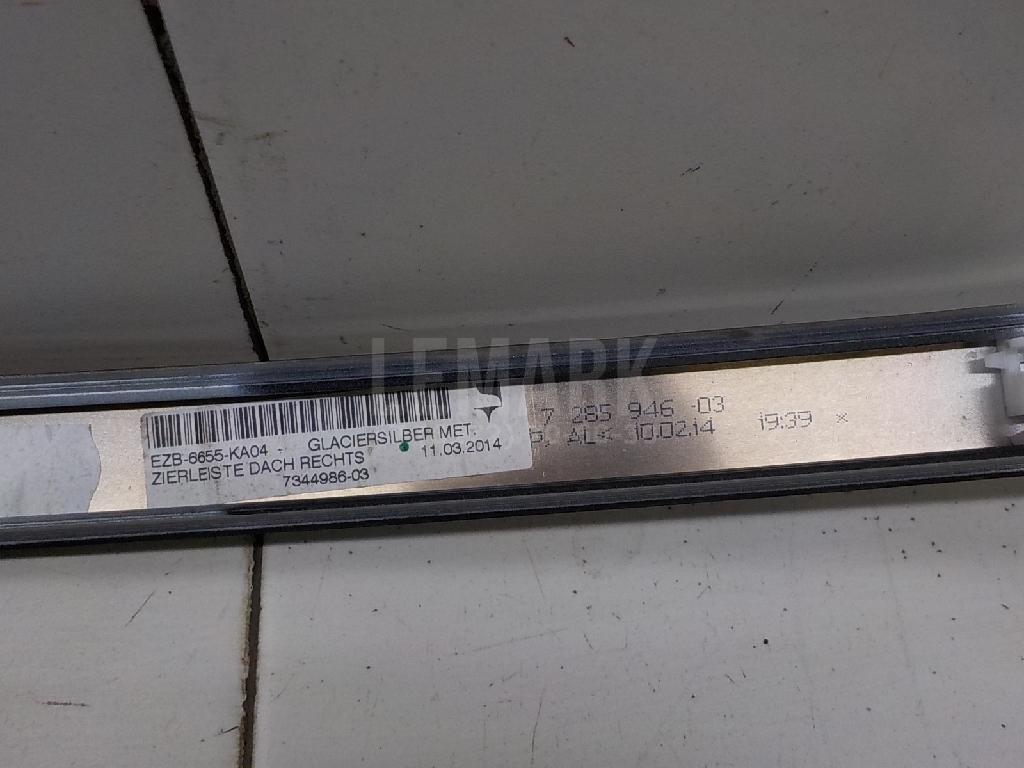 LEMARK
EZB-6655-KA04 - GLACIERSILBER MET.
ZIERLEISTE DACH RECHTS 11.03.2014
7344986-03
7 285 946 -03
ALK 10.02.14 19:39 x